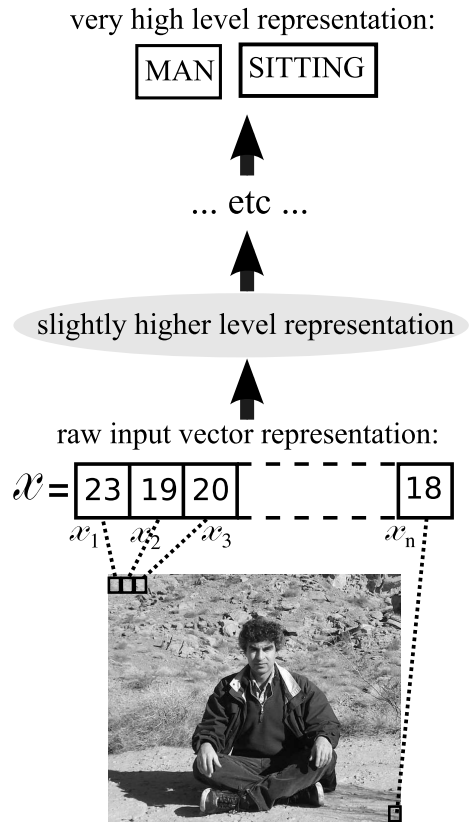 very high level representation:
MAN SITTING
... etc ...
slightly higher level representation
raw input vector representation:
x = 23 19 20 18
x1 x2 x3 xn